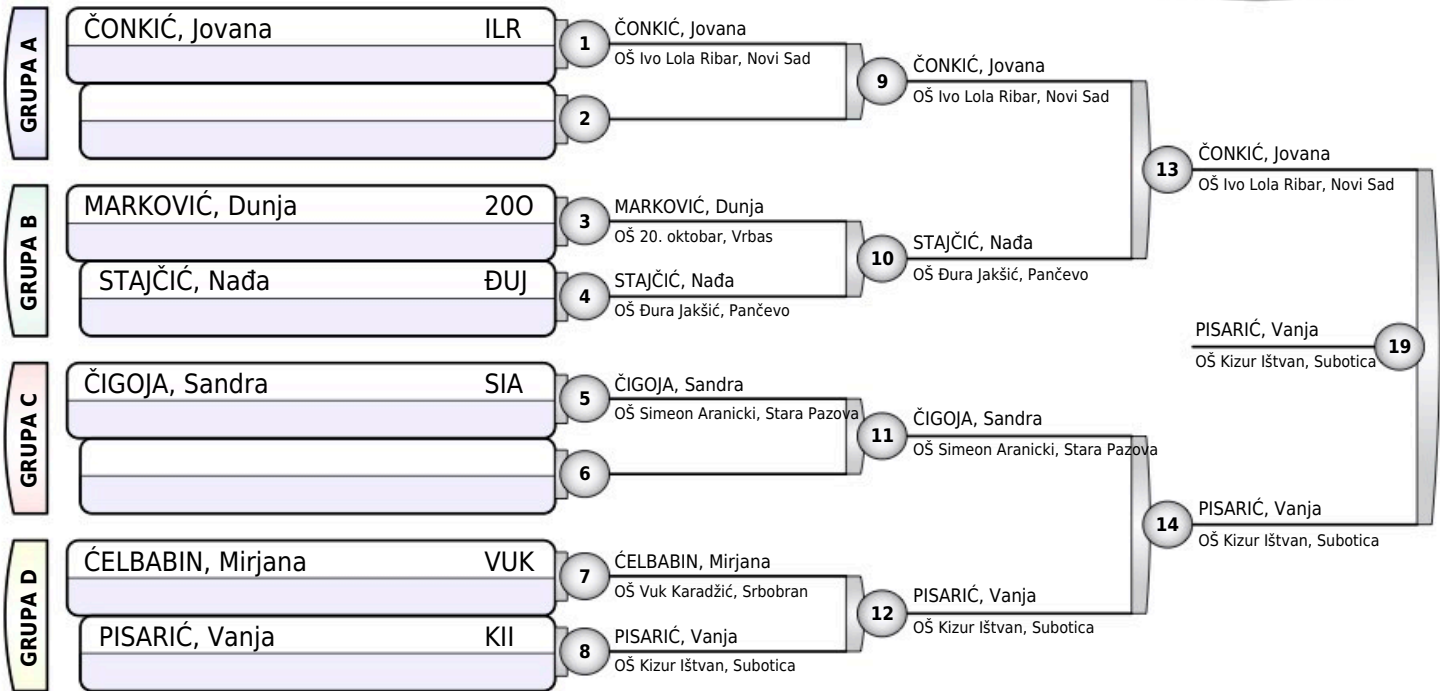 GRUPA A
ČONKIĆ, Jovana ILR
1
ČONKIĆ, Jovana
OŠ Ivo Lola Ribar, Novi Sad
2
9
ČONKIĆ, Jovana
OŠ Ivo Lola Ribar, Novi Sad
GRUPA B
MARKOVIĆ, Dunja 20O
3
MARKOVIĆ, Dunja
OŠ 20. oktobar, Vrbas
STAJČIĆ, Nađa ĐUJ
4
STAJČIĆ, Nađa
OŠ Đura Jakšić, Pančevo
10
STAJČIĆ, Nađa
OŠ Đura Jakšić, Pančevo
13
ČONKIĆ, Jovana
OŠ Ivo Lola Ribar, Novi Sad
GRUPA C
ČIGOJA, Sandra SIA
5
ČIGOJA, Sandra
OŠ Simeon Aranicki, Stara Pazova
6
11
ČIGOJA, Sandra
OŠ Simeon Aranicki, Stara Pazova
GRUPA D
ĆELBABIN, Mirjana VUK
7
ĆELBABIN, Mirjana
OŠ Vuk Karadžić, Srbobran
PISARIĆ, Vanja KII
8
PISARIĆ, Vanja
OŠ Kizur Ištvan, Subotica
12
PISARIĆ, Vanja
OŠ Kizur Ištvan, Subotica
14
PISARIĆ, Vanja
OŠ Kizur Ištvan, Subotica
PISARIĆ, Vanja
OŠ Kizur Ištvan, Subotica
19